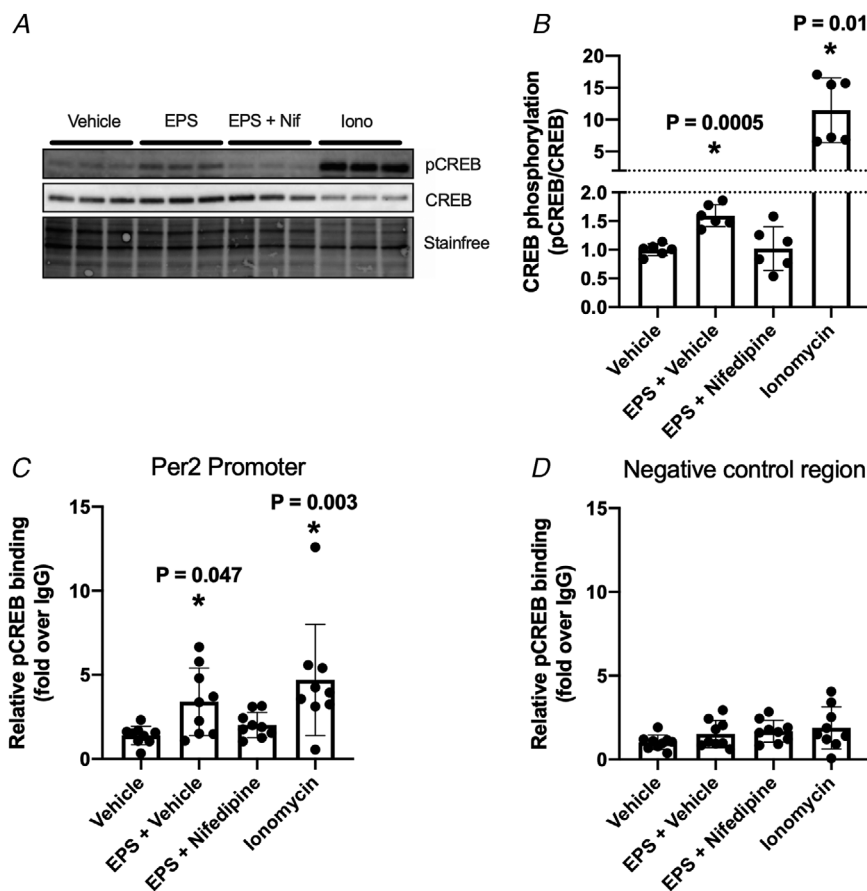 A
Vehicle EPS EPS + Nif Iono
pCREB
CREB
Stainfree
B
P = 0.01
*
P = 0.0005
*
CREB phosphorylation
(pCREB/CREB)
20
15
10
5
2.0
1.5
1.0
0.5
0.0
Vehicle
EPS + Vehicle
EPS + Nifedipine
Ionomycin
C
Per2 Promoter
P = 0.003
*
P = 0.047
*
Relative pCREB binding
(fold over IgG)
15
10
5
0
Vehicle
EPS + Vehicle
EPS + Nifedipine
Ionomycin
D
Negative control region
Relative pCREB binding
(fold over IgG)
15
10
5
0
Vehicle
EPS + Vehicle
EPS + Nifedipine
Ionomycin